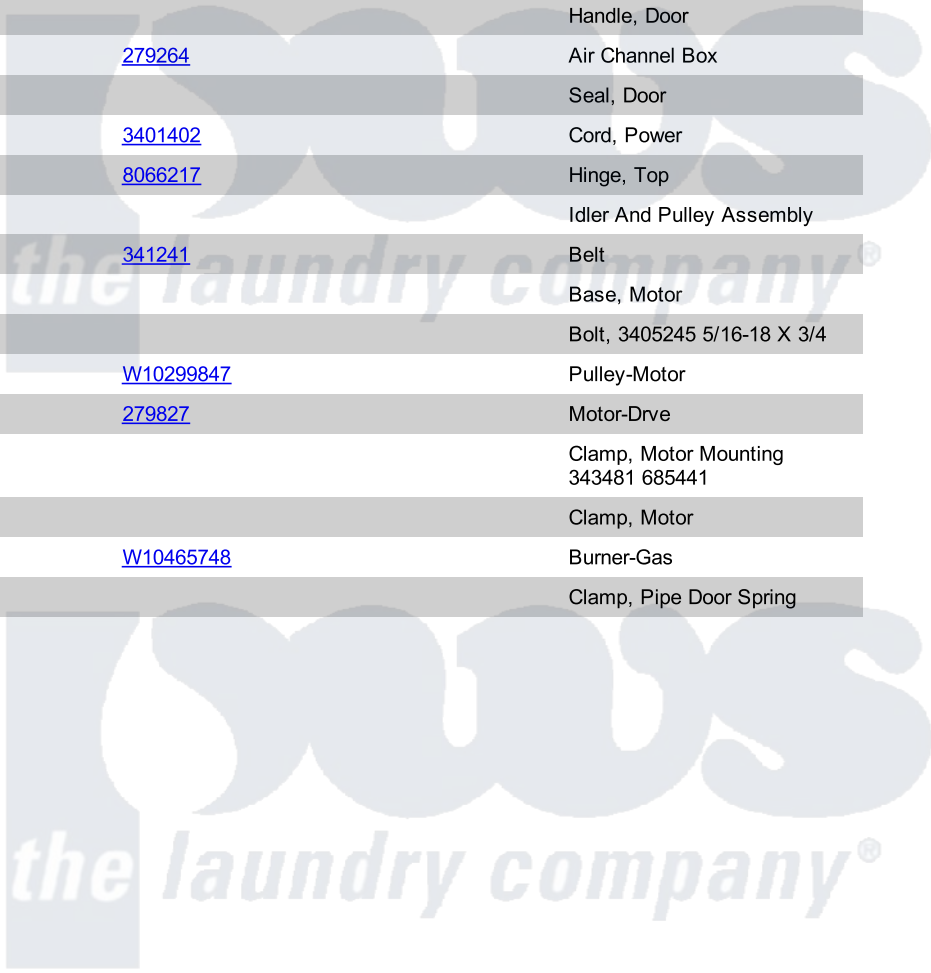 Handle, Door
279264 Air Channel Box
Seal, Door
3401402 Cord, Power
8066217 Hinge, Top
Idler And Pulley Assembly
341241 Belt
the laundry company®
Base, Motor
Bolt, 3405245 5/16-18 X 3/4
W10299847 Pulley-Motor
279827 Motor-Drve
Clamp, Motor Mounting
343481 685441
Clamp, Motor
W10465748 Burner-Gas
Clamp, Pipe Door Spring
pws
the laundry company®